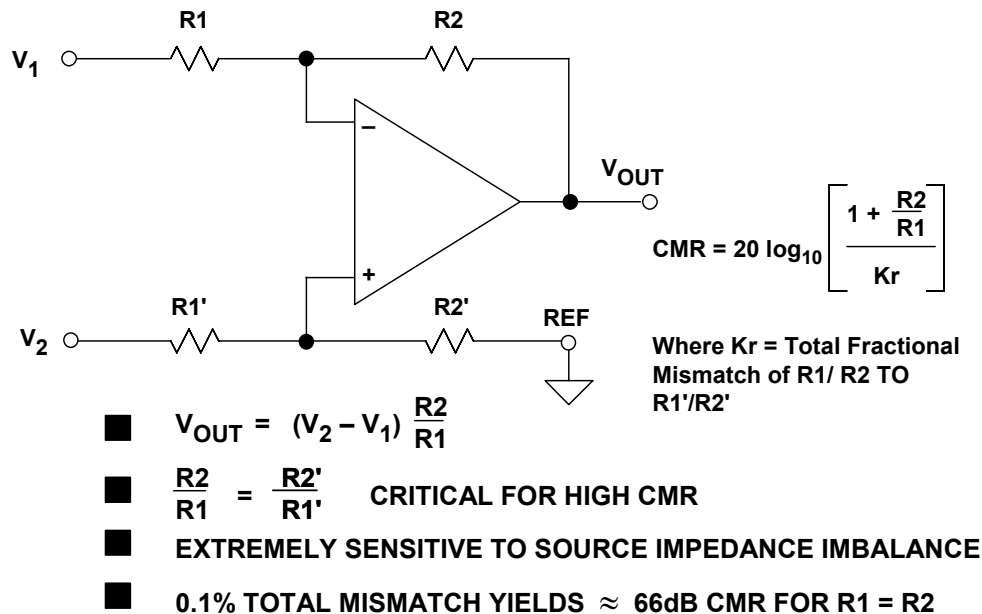 R1
R2
V1
–
VOUT
+
CMR = 20 log10 [ (1 + R2/R1) / Kr ]
R1'
R2'
REF
V2
Where Kr = Total Fractional
Mismatch of R1/ R2 TO
R1'/R2'
VOUT = (V2 – V1) R2/R1
R2/R1 = R2'/R1' CRITICAL FOR HIGH CMR
EXTREMELY SENSITIVE TO SOURCE IMPEDANCE IMBALANCE
0.1% TOTAL MISMATCH YIELDS ≈ 66dB CMR FOR R1 = R2